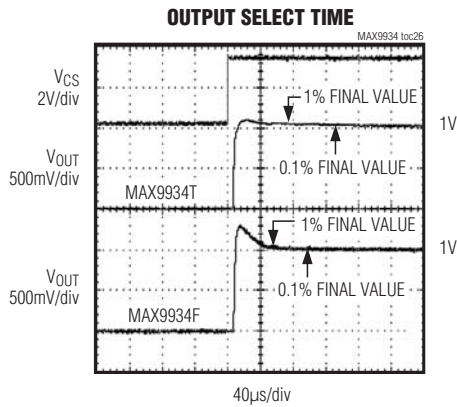 OUTPUT SELECT TIME
MAX9934 toc26
VCS
2V/div
1% FINAL VALUE
1V
VOUT
500mV/div
0.1% FINAL VALUE
MAX9934T
1% FINAL VALUE
1V
VOUT
500mV/div
0.1% FINAL VALUE
MAX9934F
40µs/div